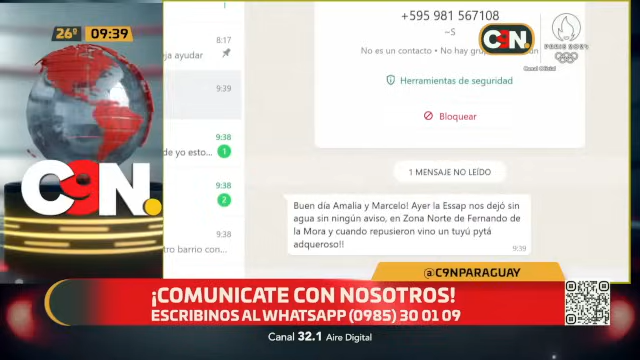 26°
09:39
C9N.
8:17
ja ayudar
9:39
9:38
de yo esto...
1
9:38
2
9:38
tro barrio con...
+595 981 567108
~S
No es un contacto • No hay gru
C9N.
Canal Oficial
PARIS 2024
Herramientas de seguridad
Bloquear
1 MENSAJE NO LEÍDO
Buen día Amalia y Marcelo! Ayer la Essap nos dejó sin
agua sin ningún aviso, en Zona Norte de Fernando de
la Mora y cuando repusieron vino un tuyú pytá
adqueroso!!
9:39
@C9NPARAGUAY
¡COMUNICATE CON NOSOTROS!
ESCRIBINOS AL WHATSAPP (0985) 30 01 09
Canal 32.1 Aire Digital